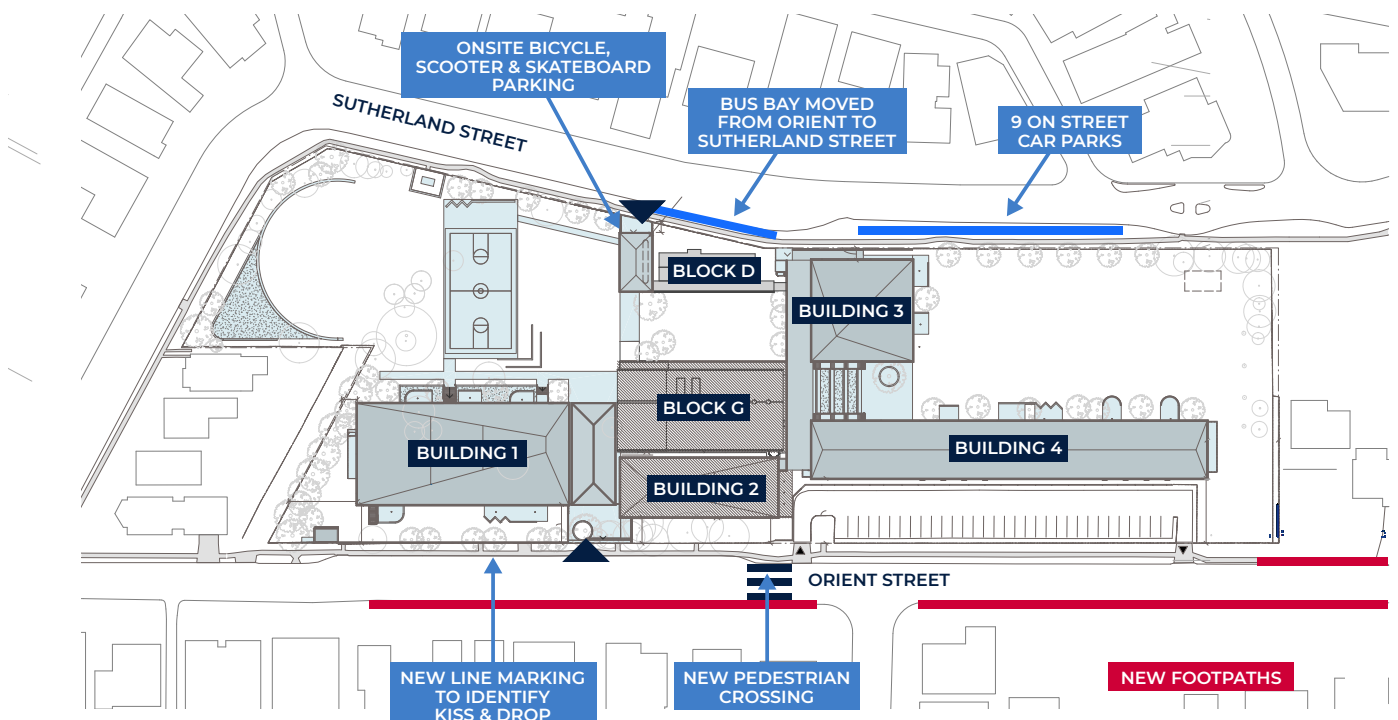 ONSITE BICYCLE,
SCOOTER & SKATEBOARD
PARKING
BUS BAY MOVED
FROM ORIENT TO
SUTHERLAND STREET
9 ON STREET
CAR PARKS
SUTHERLAND STREET
BLOCK D
BUILDING 3
BLOCK G
BUILDING 1
BUILDING 4
BUILDING 2
ORIENT STREET
NEW LINE MARKING
TO IDENTIFY
KISS & DROP
NEW PEDESTRIAN
CROSSING
NEW FOOTPATHS